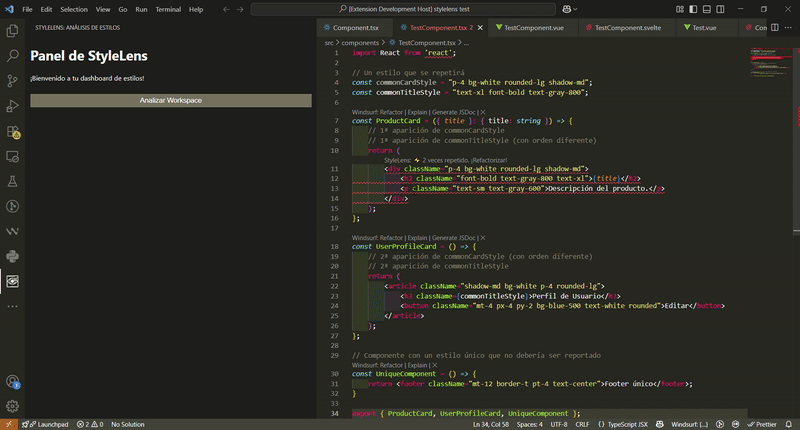 File Edit Selection View Go Run Terminal Help
[Extension Development Host] stylelens test
STYLELENS: ANÁLISIS DE ESTILOS
Panel de StyleLens
¡Bienvenido a tu dashboard de estilos!
Analizar Workspace
Component.tsx TestComponent.tsx 2 TestComponent.vue TestComponent.svelte Test.vue
src > components > TestComponent.tsx > ...
1 import React from 'react';
2
3 // Un estilo que se repetirá
4 const commonCardStyle = "p-4 bg-white rounded-lg shadow-md";
5 const commonTitleStyle = "text-xl font-bold text-gray-800";
6
Windsurf: Refactor | Explain | Generate JSDoc | X
7 const ProductCard = ({ title }: { title: string }) => {
8 // 1ª aparición de commonCardStyle
9 // 1ª aparición de commonTitleStyle (con orden diferente)
10 return (
StyleLens: ⚡ 2 veces repetido. ¡Refactorizar!
11 <div className="p-4 bg-white rounded-lg shadow-md">
12 <h2 className="font-bold text-gray-800 text-xl">{title}</h2>
13 <p className="text-sm text-gray-600">Descripción del producto.</p>
14 </div>
15 );
16 };
17
Windsurf: Refactor | Explain | Generate JSDoc | X
18 const UserProfileCard = () => {
19 // 2ª aparición de commonCardStyle (con orden diferente)
20 // 2ª aparición de commonTitleStyle
21 return (
22 <article className="shadow-md bg-white p-4 rounded-lg">
23 <h3 className={commonTitleStyle}>Perfil de Usuario</h3>
24 <button className="mt-4 px-4 py-2 bg-blue-500 text-white rounded">Editar</button>
25 </article>
26 );
27 };
28
29 // Componente con un estilo único que no debería ser reportado
Windsurf: Refactor | Explain | Generate JSDoc | X
30 const UniqueComponent = () => {
31 return <footer className="mt-12 border-t pt-4 text-center">Footer único</footer>;
32 }
33
34 export { ProductCard, UserProfileCard, UniqueComponent };
Launchpad 2 0 No Solution Ln 34, Col 58 Spaces: 4 UTF-8 CRLF {} TypeScript JSX Windsurf: {...} Prettier